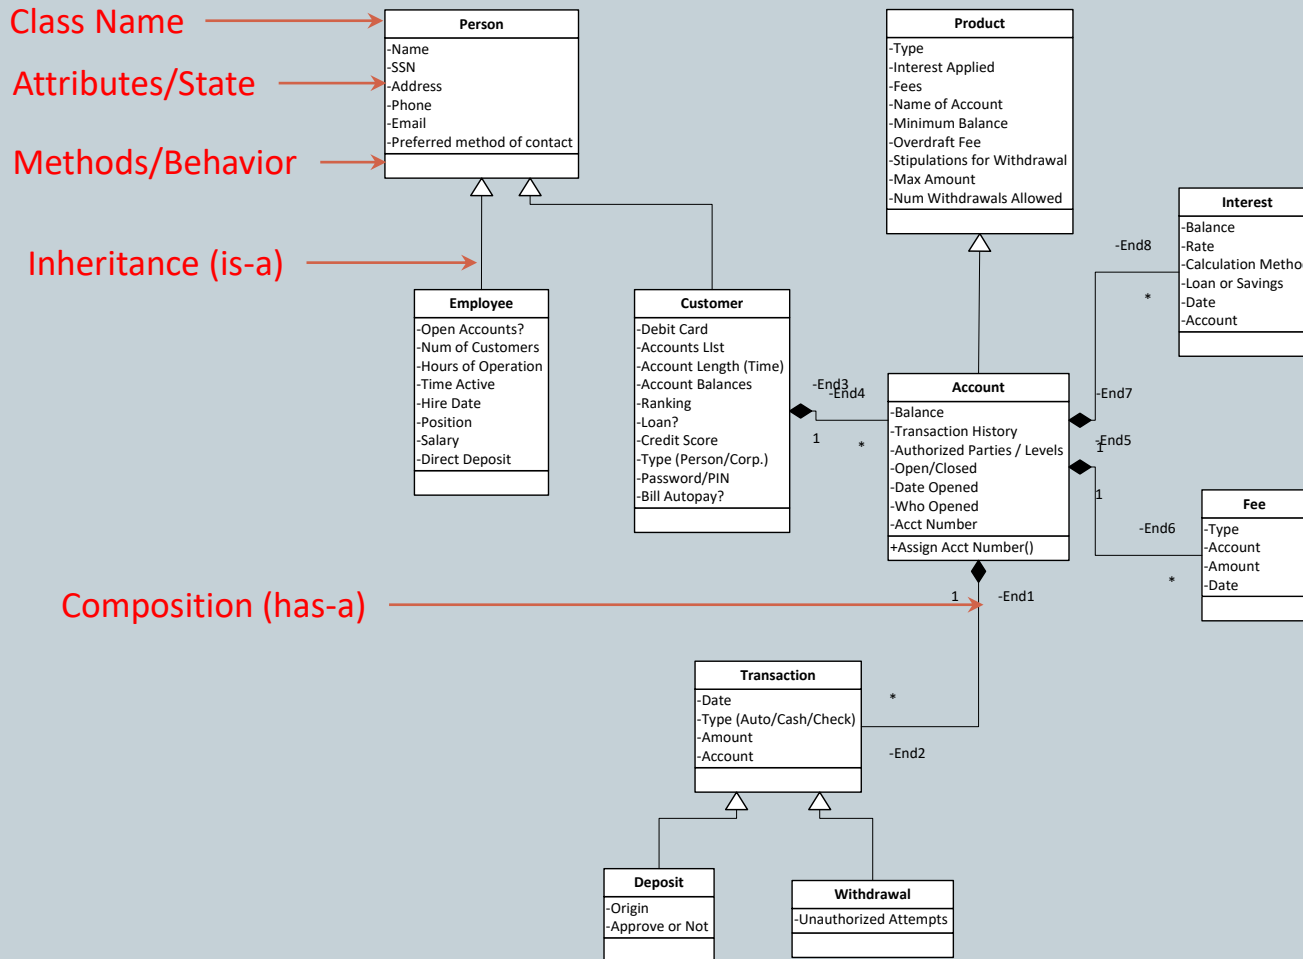 Class Name
Attributes/State
Methods/Behavior
Inheritance (is-a)
Composition (has-a)
Person
-Name
-SSN
-Address
-Phone
-Email
-Preferred method of contact
Product
-Type
-Interest Applied
-Fees
-Name of Account
-Minimum Balance
-Overdraft Fee
-Stipulations for Withdrawal
-Max Amount
-Num Withdrawals Allowed
Interest
-Balance
-Rate
-Calculation Metho
-Loan or Savings
-Date
-Account
Employee
-Open Accounts?
-Num of Customers
-Hours of Operation
-Time Active
-Hire Date
-Position
-Salary
-Direct Deposit
Customer
-Debit Card
-Accounts LIst
-Account Length (Time)
-Account Balances
-Ranking
-Loan?
-Credit Score
-Type (Person/Corp.)
-Password/PIN
-Bill Autopay?
-End3
-End4
1
*
Account
-Balance
-Transaction History
-Authorized Parties / Levels
-Open/Closed
-Date Opened
-Who Opened
-Acct Number
+Assign Acct Number()
-End8
*
-End7
1
-End5
1
-End6
*
Fee
-Type
-Account
-Amount
-Date
1
-End1
*
-End2
Transaction
-Date
-Type (Auto/Cash/Check)
-Amount
-Account
Deposit
-Origin
-Approve or Not
Withdrawal
-Unauthorized Attempts